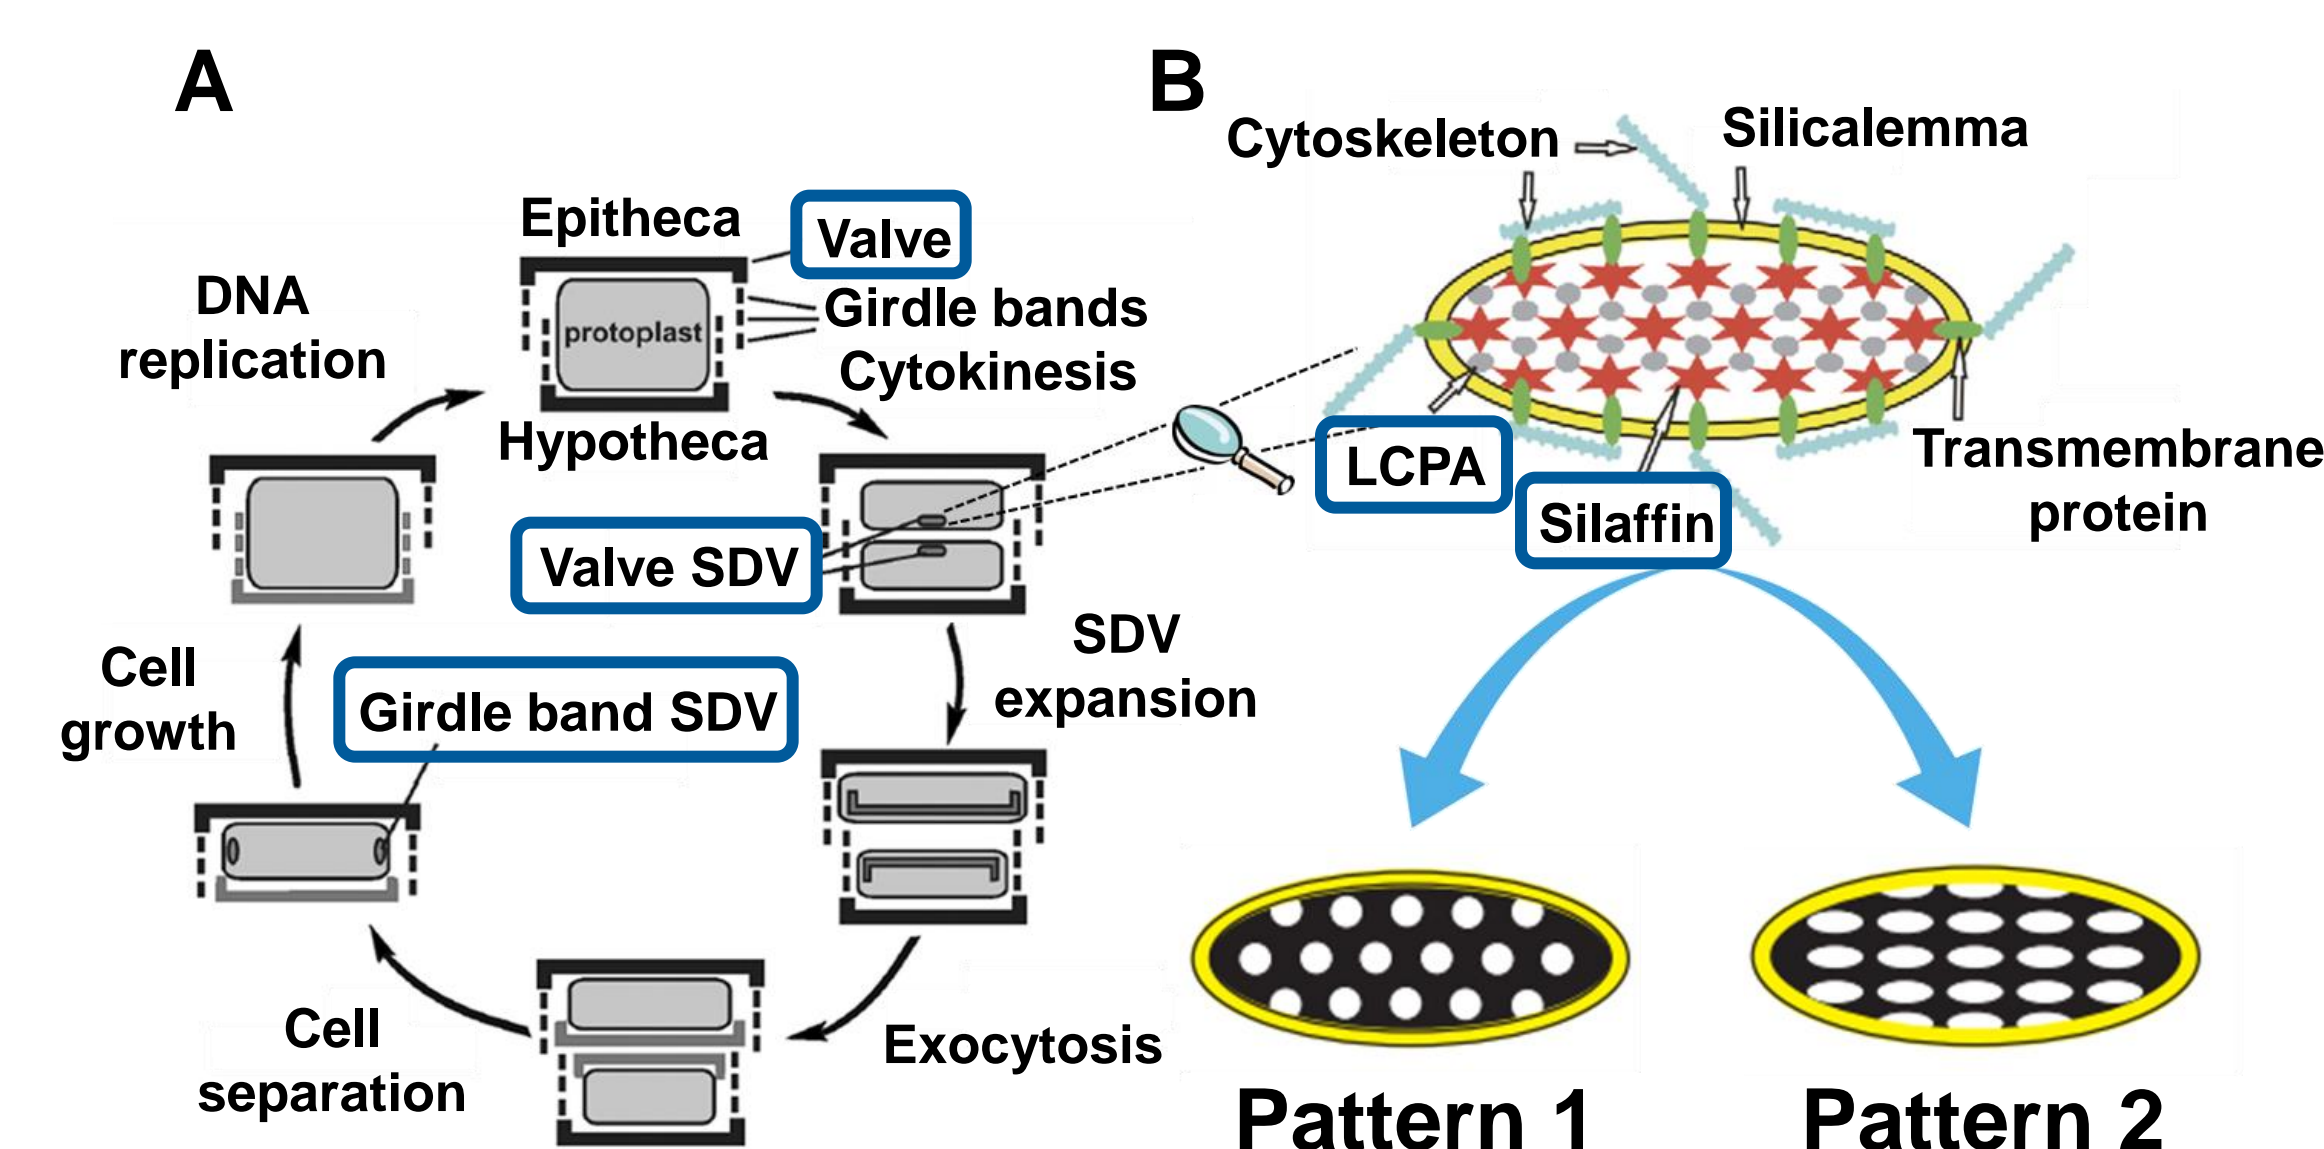 A
Epitheca
Valve
DNA
replication
protoplast
Girdle bands
Cytokinesis
Hypotheca
Valve SDV
SDV
expansion
Cell
growth
Girdle band SDV
Cell
separation
Exocytosis
B
Cytoskeleton
Silicalemma
LCPA
Silaffin
Transmembrane
protein
Pattern 1
Pattern 2